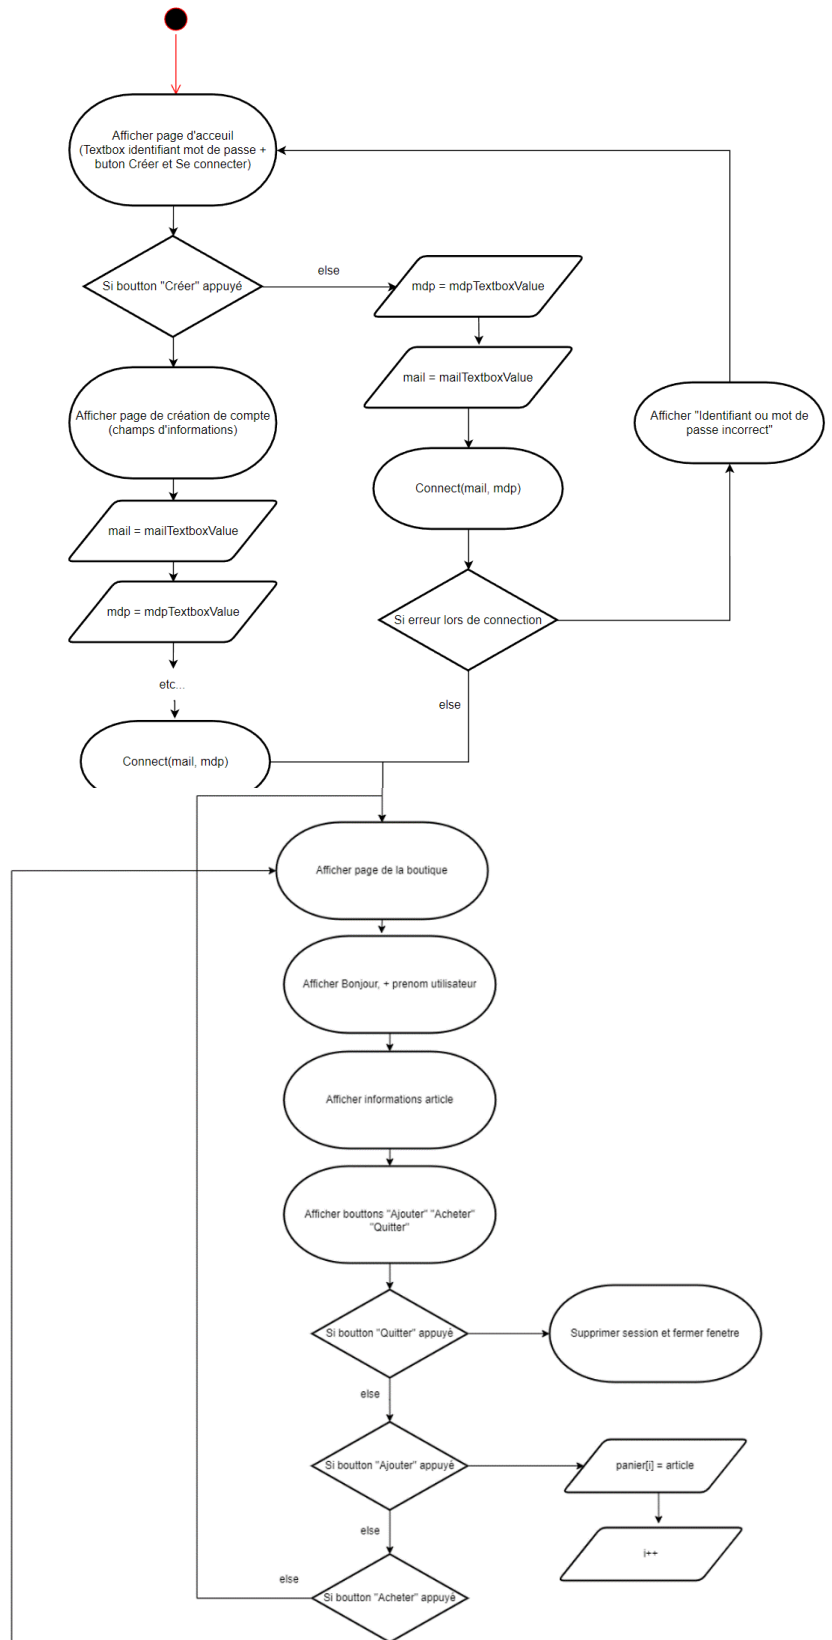 Afficher page d'acceuil
(Textbox identifiant mot de passe +
buton Créer et Se connecter)
Si boutton "Créer" appuyé
else
mdp = mdpTextboxValue
mail = mailTextboxValue
Connect(mail, mdp)
Si erreur lors de connection
else
Afficher "Identifiant ou mot de
passe incorrect"
Afficher page de création de compte
(champs d'informations)
mail = mailTextboxValue
mdp = mdpTextboxValue
etc...
Connect(mail, mdp)
Afficher page de la boutique
Afficher Bonjour, + prenom utilisateur
Afficher informations article
Afficher bouttons "Ajouter" "Acheter"
"Quitter"
Si boutton "Quitter" appuyé
Supprimer session et fermer fenetre
else
Si boutton "Ajouter" appuyé
panier[i] = article
i++
else
Si boutton "Acheter" appuyé
else